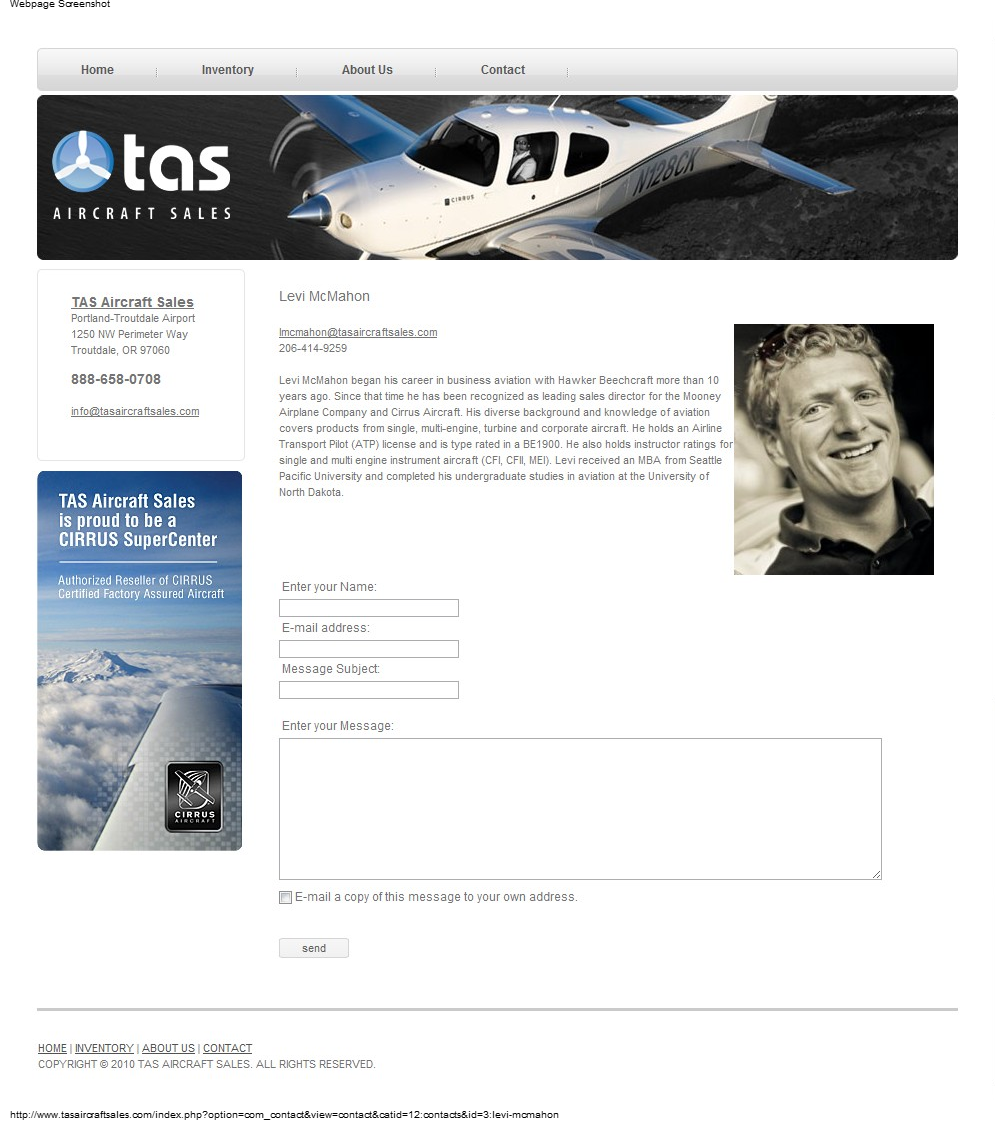 Webpage Screenshot
Home
Inventory
About Us
Contact
tas
AIRCRAFT SALES
CIRRUS
N128CK
TAS Aircraft Sales
Portland-Troutdale Airport
1250 NW Perimeter Way
Troutdale, OR 97060
888-658-0708
info@tasaircraftsales.com
TAS Aircraft Sales
is proud to be a
CIRRUS SuperCenter
Authorized Reseller of CIRRUS
Certified Factory Assured Aircraft
CIRRUS
AIRCRAFT
Levi McMahon
lmcmahon@tasaircraftsales.com
206-414-9259
Levi McMahon began his career in business aviation with Hawker Beechcraft more than 10
years ago. Since that time he has been recognized as leading sales director for the Mooney
Airplane Company and Cirrus Aircraft. His diverse background and knowledge of aviation
covers products from single, multi-engine, turbine and corporate aircraft. He holds an Airline
Transport Pilot (ATP) license and is type rated in a BE1900. He also holds instructor ratings for
single and multi engine instrument aircraft (CFI, CFII, MEI). Levi received an MBA from Seattle
Pacific University and completed his undergraduate studies in aviation at the University of
North Dakota.
Enter your Name:
E-mail address:
Message Subject:
Enter your Message:
E-mail a copy of this message to your own address.
send
HOME | INVENTORY | ABOUT US | CONTACT
COPYRIGHT © 2010 TAS AIRCRAFT SALES. ALL RIGHTS RESERVED.
http://www.tasaircraftsales.com/index.php?option=com_contact&view=contact&catid=12:contacts&id=3:levi-mcmahon